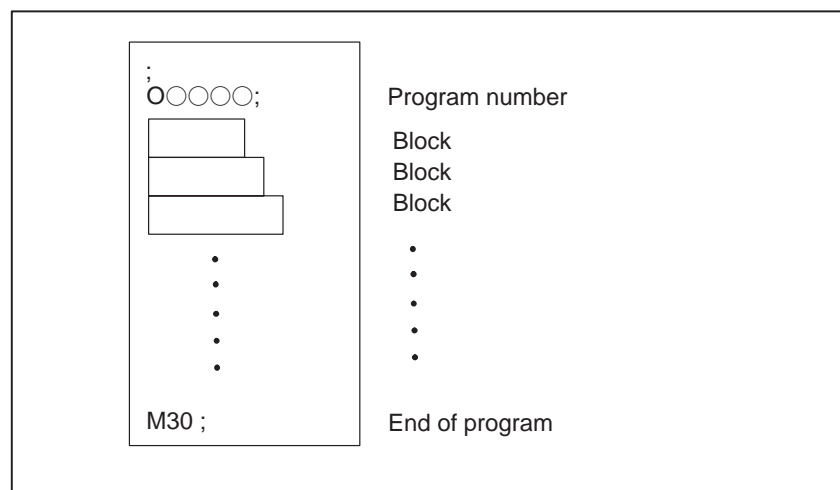 ;
O○○○○; Program number
Block
Block
Block
M30 ; End of program